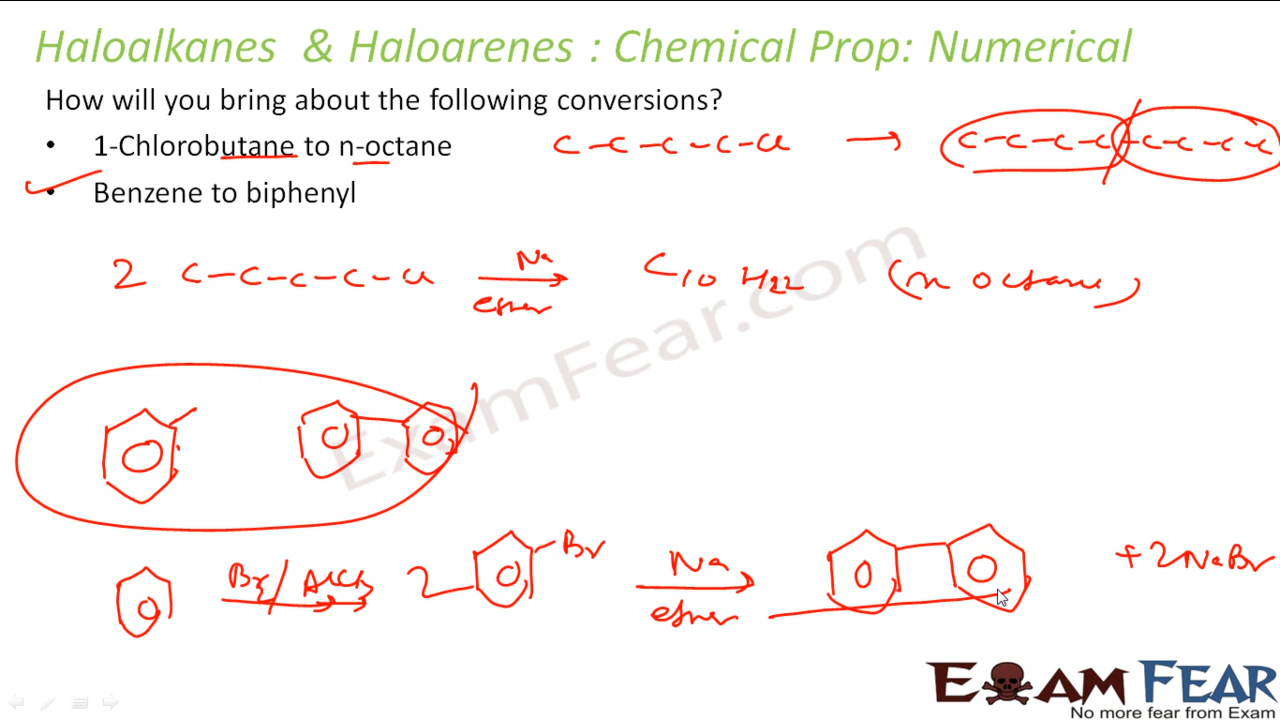 Haloalkanes & Haloarenes : Chemical Prop: Numerical
How will you bring about the following conversions?
• 1-Chlorobutane to n-octane C-C-C-C-Cl → C-C-C-C-C-C-C-C
• Benzene to biphenyl
2 C-C-C-C-Cl Na ether → C10 H22 (n octane)
ExamFear.com
Br2/AlCl3 2 Br Na ether + 2NaBr
EXAM FEAR
No more fear from Exam